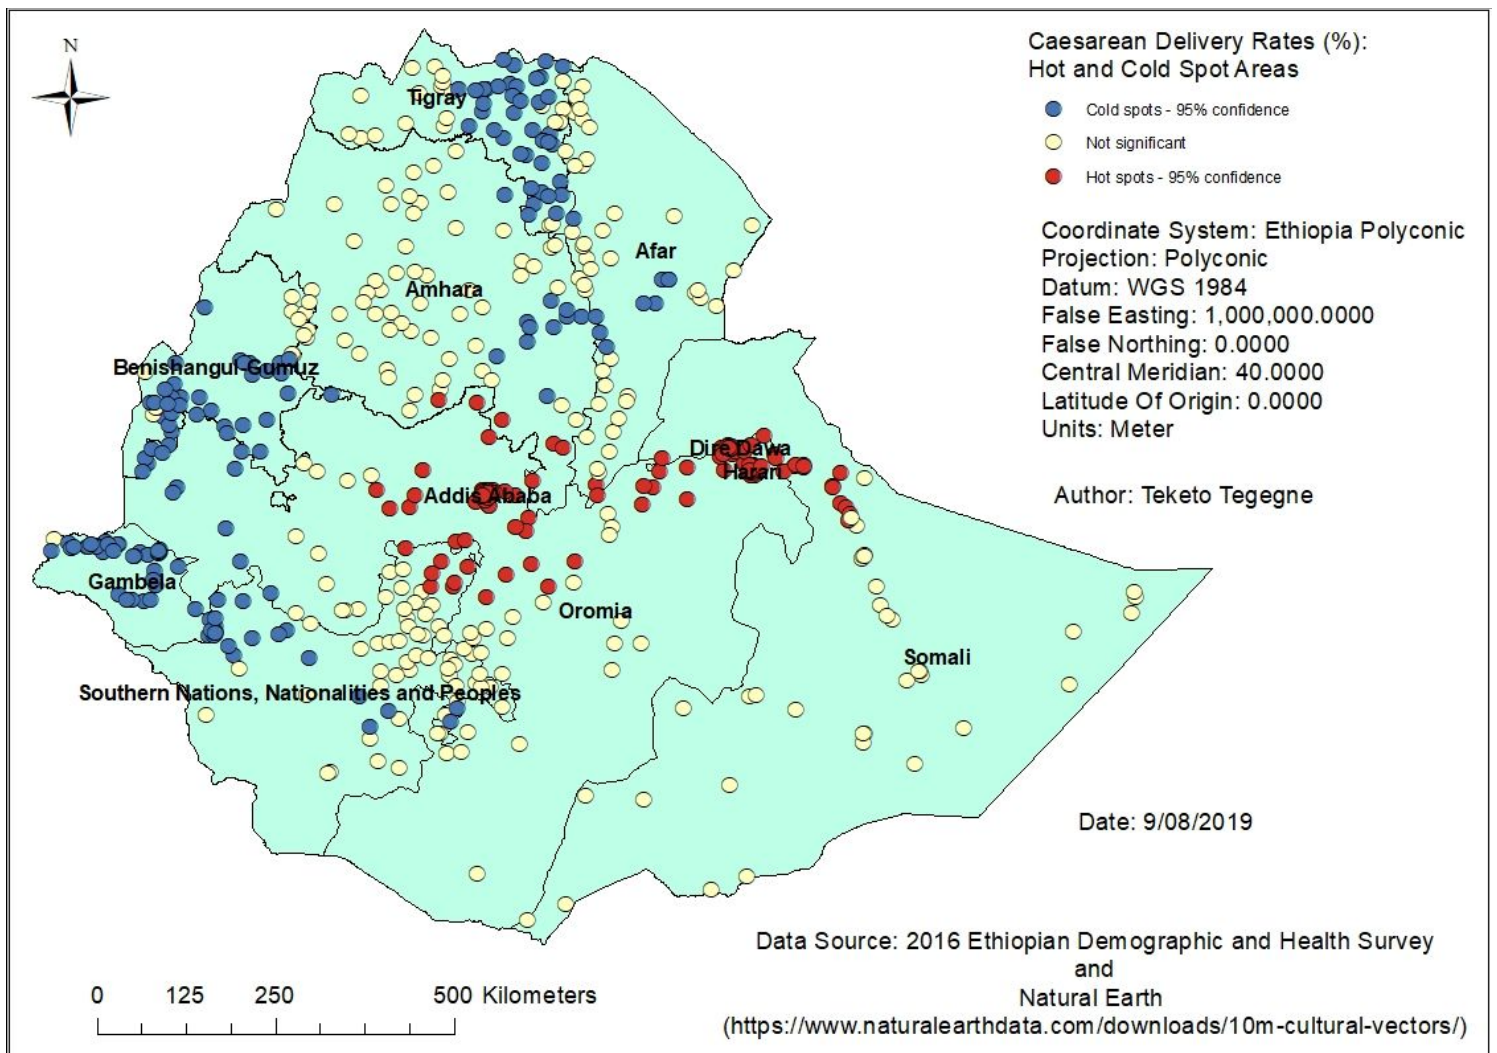 N
Caesarean Delivery Rates (%):
Hot and Cold Spot Areas
Cold spots - 95% confidence
Not significant
Hot spots - 95% confidence
Tigray
Afar
Amhara
Benishangul Gumuz
Dire Dawa
Harari
Addis Ababa
Gambela
Oromia
Somali
Southern Nations, Nationalities and Peoples
Coordinate System: Ethiopia Polyconic
Projection: Polyconic
Datum: WGS 1984
False Easting: 1,000,000.0000
False Northing: 0.0000
Central Meridian: 40.0000
Latitude Of Origin: 0.0000
Units: Meter
Author: Teketo Tegegne
Date: 9/08/2019
Data Source: 2016 Ethiopian Demographic and Health Survey
and
Natural Earth
(https://www.naturalearthdata.com/downloads/10m-cultural-vectors/)
0 125 250 500 Kilometers